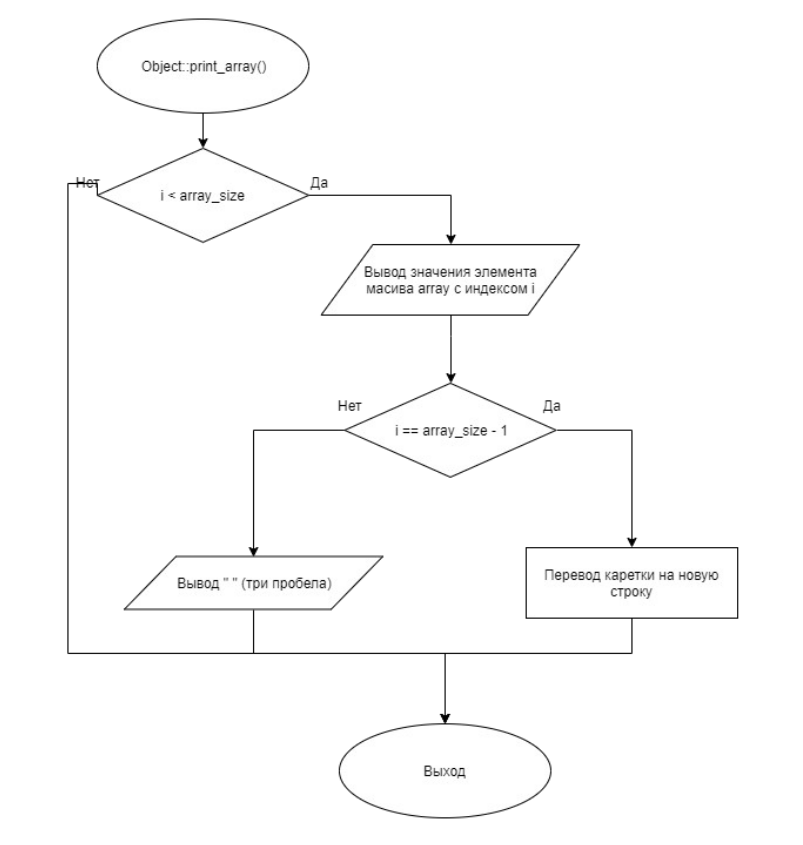 Object::print_array()
Нет
i < array_size
Да
Вывод значения элемента
масива array с индексом i
Нет
Да
i == array_size - 1
Вывод " " (три пробела)
Перевод каретки на новую
строку
Выход